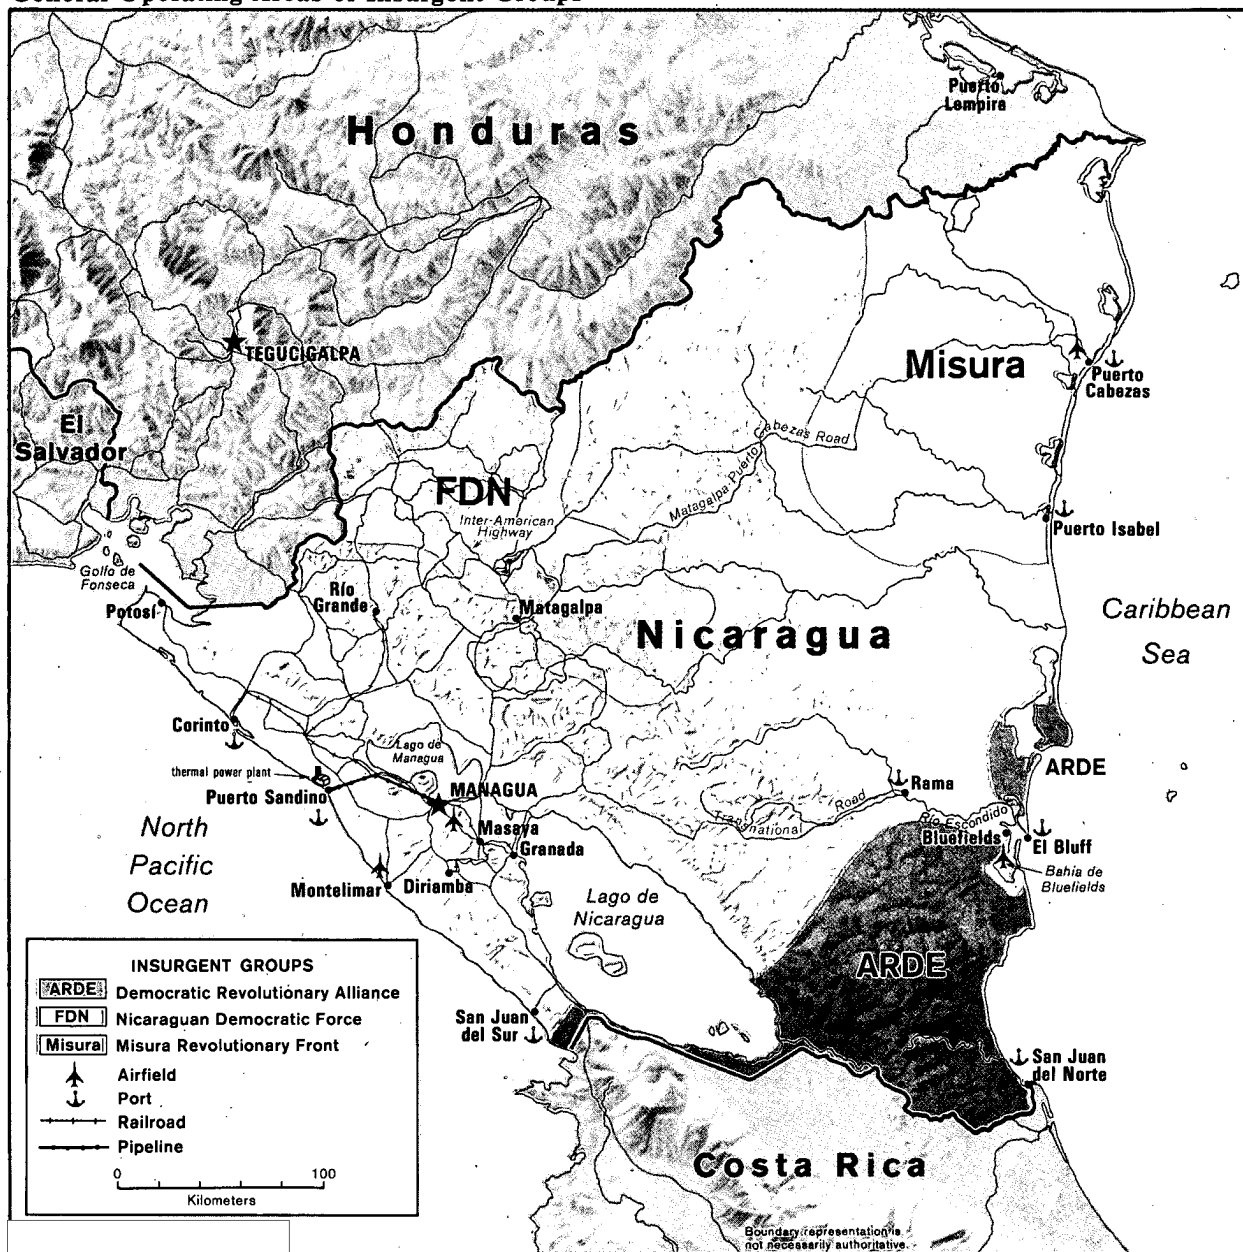 General Operating Areas of Insurgent Groups
Puerto
Lempira
Honduras
TEGUCIGALPA
Misura
Puerto
Cabezas
El
Salvador
Cabezas Road
Matagalpa Puerto
FDN
Inter-American
Highway
Puerto Isabel
Golfo de
Fonseca
Potosí
Río
Grande
Matagalpa
Nicaragua
Caribbean
Sea
Corinto
Lago de
Managua
thermal power plant
Puerto Sandino
MANAGUA
ARDE
Rama
Transnational Road
Río Escondido
Bluefields
El Bluff
Bahia de
Bluefields
North
Pacific
Ocean
Masaya
Granada
Montelimar
Diriamba
Lago de
Nicaragua
ARDE
INSURGENT GROUPS
ARDE Democratic Revolutionary Alliance
FDN Nicaraguan Democratic Force
Misura Misura Revolutionary Front
Airfield
Port
Railroad
Pipeline
0 100
Kilometers
San Juan
del Sur
San Juan
del Norte
Costa Rica
Boundary representation is
not necessarily authoritative.